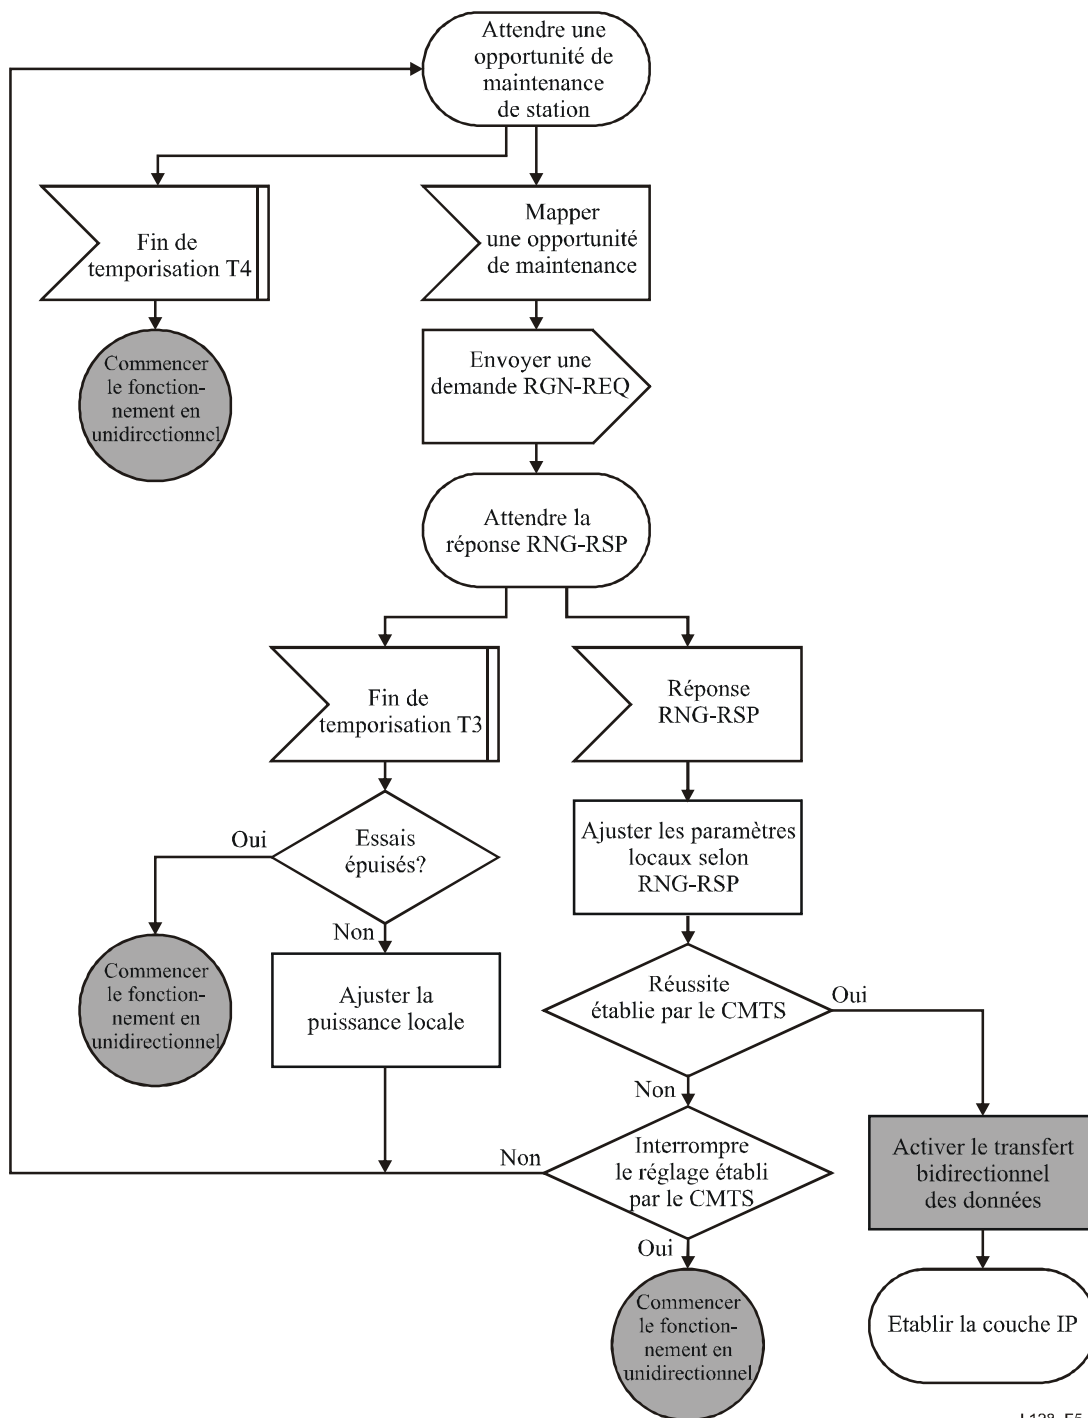 Attendre une
opportunité de
maintenance
de station
Fin de
temporisation T4
Mapper
une opportunité
de maintenance
Commencer
le fonction-
nement en
unidirectionnel
Envoyer une
demande RGN-REQ
Attendre la
réponse RNG-RSP
Fin de
temporisation T3
Réponse
RNG-RSP
Oui
Essais
épuisés?
Non
Ajuster les paramètres
locaux selon
RNG-RSP
Commencer
le fonction-
nement en
unidirectionnel
Ajuster la
puissance locale
Réussite
établie par le CMTS
Oui
Non
Non
Interrompre
le réglage établi
par le CMTS
Oui
Activer le transfert
bidirectionnel
des données
Commencer
le fonction-
nement en
unidirectionnel
Etablir la couche IP